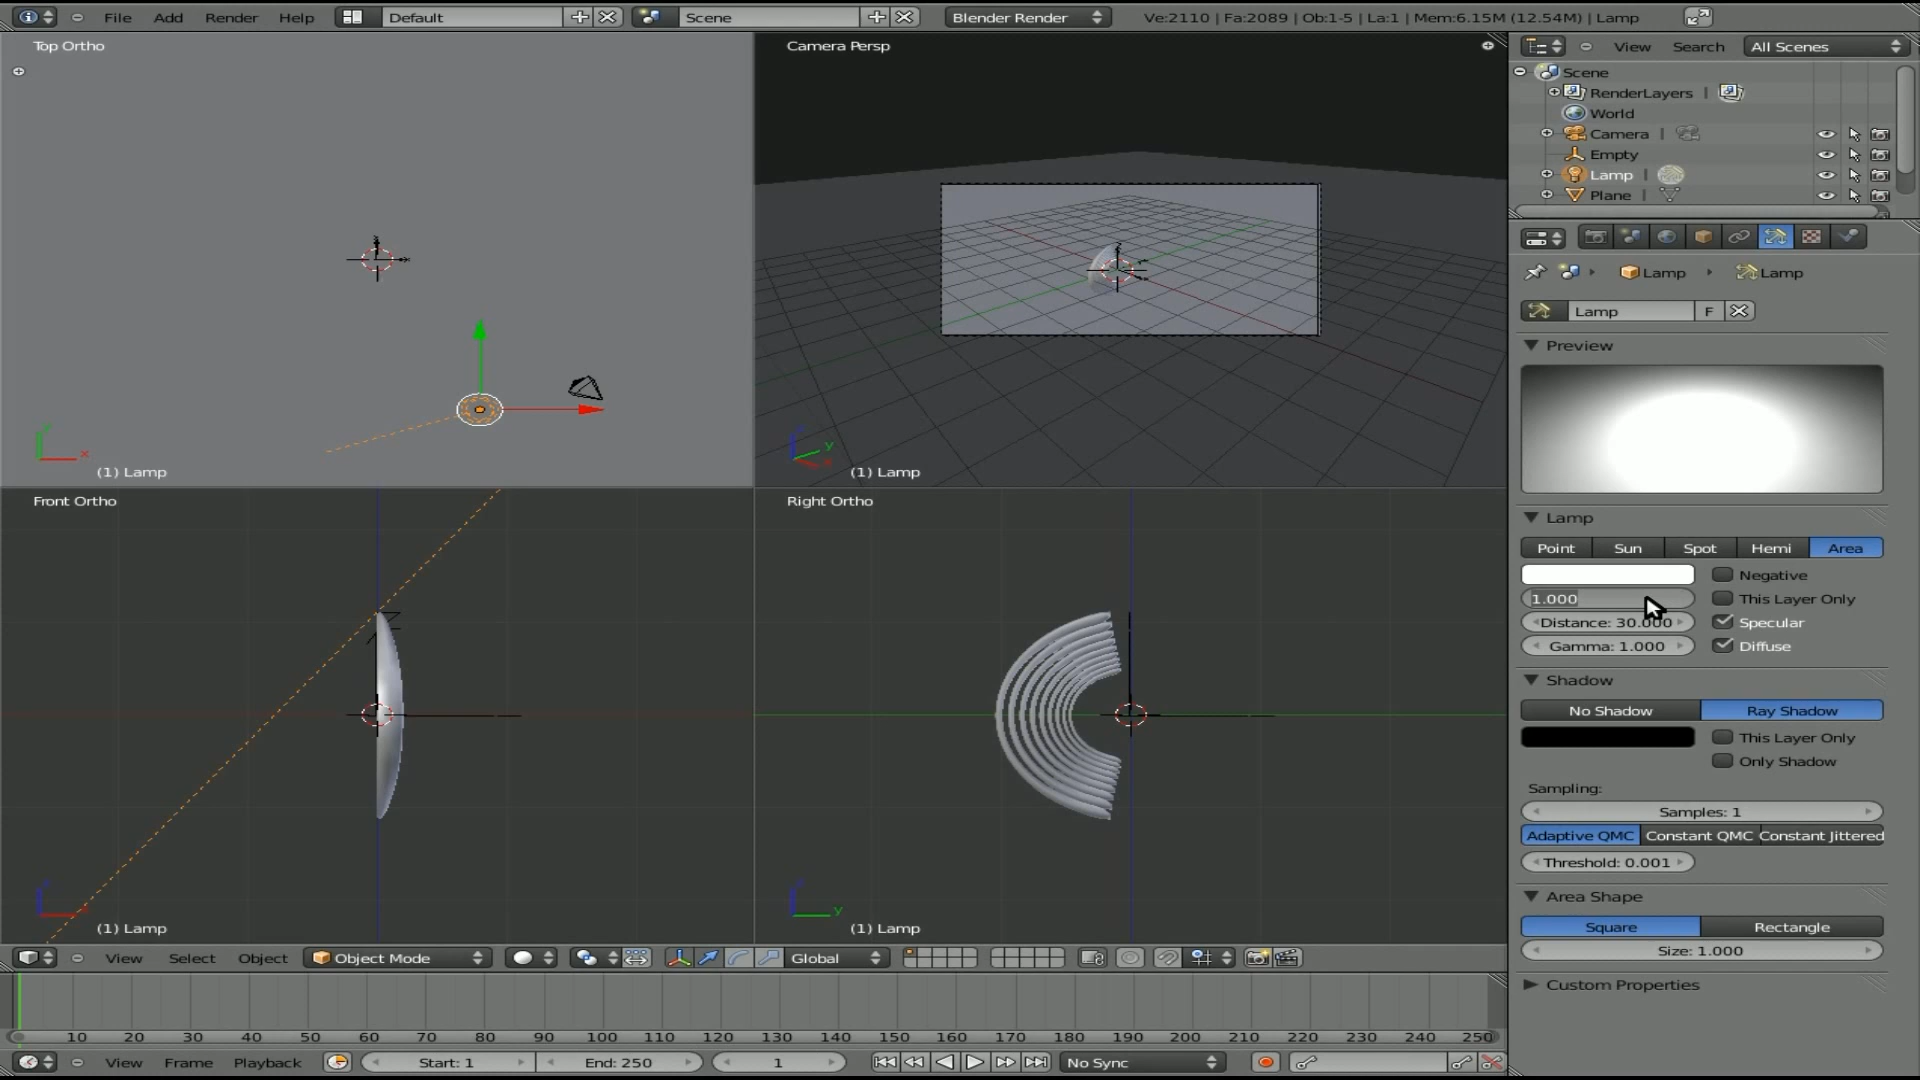 File Add Render Help Default Scene Blender Render Ve:2110 | Fa:2089 | Ob:1-5 | La:1 | Mem:6.15M (12.54M) | Lamp
Top Ortho
(1) Lamp
Camera Persp
(1) Lamp
Front Ortho
(1) Lamp
Right Ortho
(1) Lamp
View Select Object Object Mode Global
10 20 30 40 50 60 70 80 90 100 110 120 130 140 150 160 170 180 190 200 210 220 230 240 250
View Frame Playback Start: 1 End: 250 1 No Sync
View Search All Scenes
Scene
RenderLayers |
World
Camera |
Empty
Lamp |
Plane |
Lamp Lamp
Lamp F
Preview
Lamp
Point Sun Spot Hemi Area
Negative
1.000 This Layer Only
Distance: 30.000 Specular
Gamma: 1.000 Diffuse
Shadow
No Shadow Ray Shadow
This Layer Only
Only Shadow
Sampling:
Samples: 1
Adaptive QMC Constant QMC Constant Jittered
Threshold: 0.001
Area Shape
Square Rectangle
Size: 1.000
Custom Properties